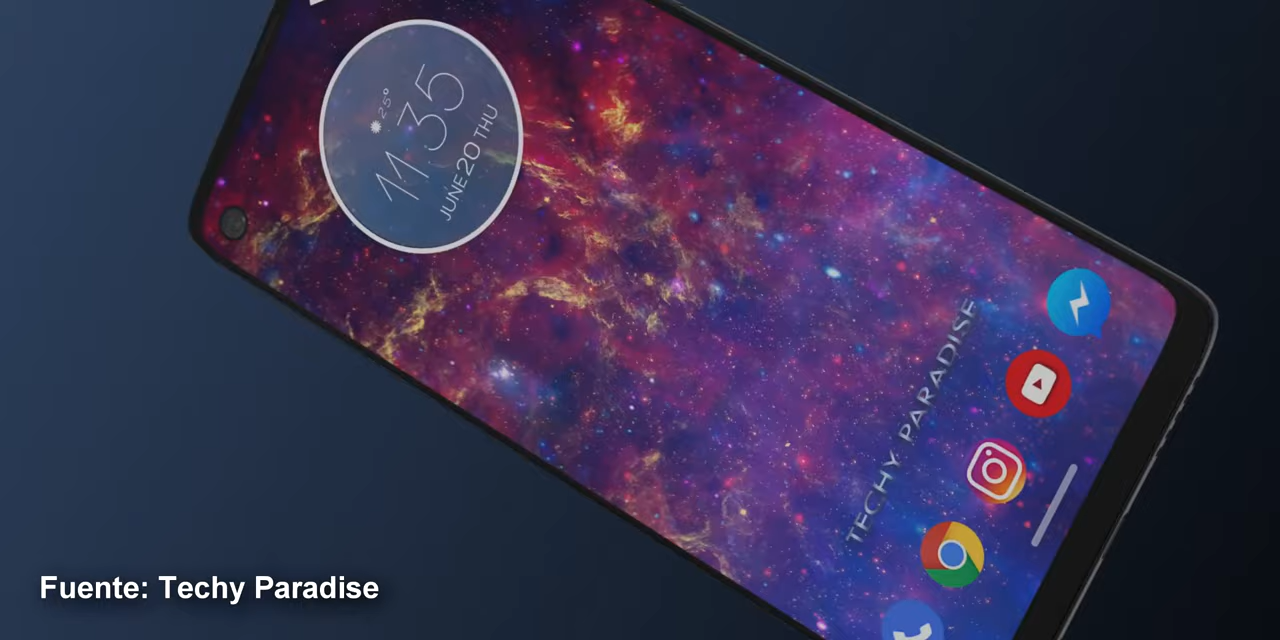 25°
11:35
JUNE 20 THU
TECHY PARADISE
Fuente: Techy Paradise